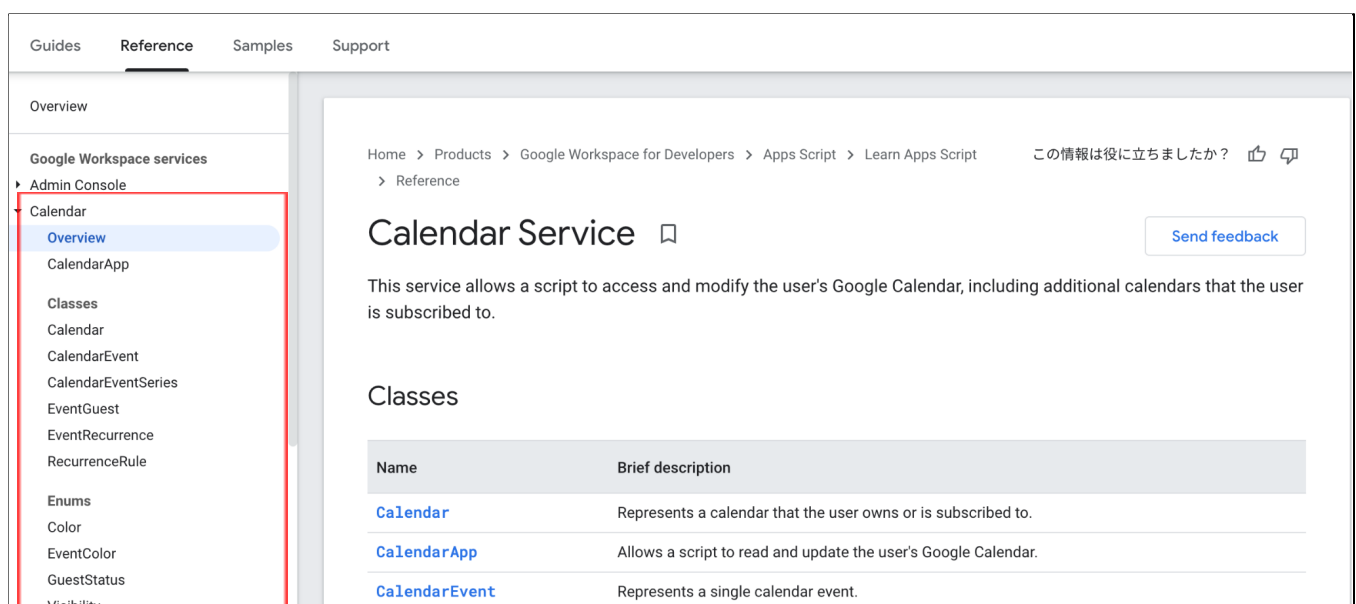 Guides Reference Samples Support
Overview
Google Workspace services
Admin Console
Calendar
Overview
CalendarApp
Classes
Calendar
CalendarEvent
CalendarEventSeries
EventGuest
EventRecurrence
RecurrenceRule
Enums
Color
EventColor
GuestStatus
Visibility
Home > Products > Google Workspace for Developers > Apps Script > Learn Apps Script
> Reference
この情報は役に立ちましたか？
Calendar Service
Send feedback
This service allows a script to access and modify the user's Google Calendar, including additional calendars that the user
is subscribed to.
Classes
Name Brief description
Calendar Represents a calendar that the user owns or is subscribed to.
CalendarApp Allows a script to read and update the user's Google Calendar.
CalendarEvent Represents a single calendar event.